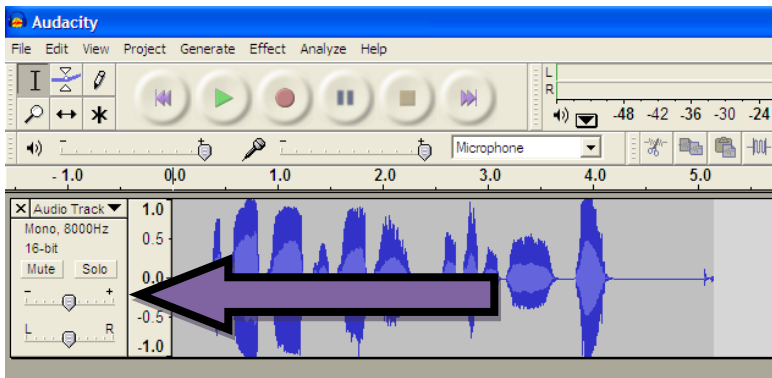 Audacity
File Edit View Project Generate Effect Analyze Help
L
R
-48 -42 -36 -30 -24
- + - + Microphone
- 1.0 0.0 1.0 2.0 3.0 4.0 5.0
X Audio Track 1.0
Mono, 8000Hz
16-bit 0.5
Mute Solo 0.0
- +
-0.5
L R
-1.0